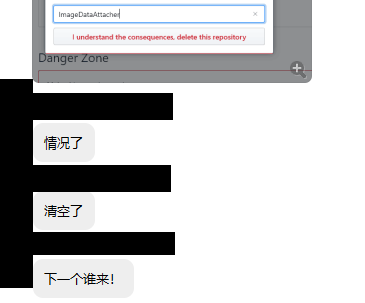 ImageDataAttacher
I understand the consequences, delete this repository
Danger Zone
情况了
清空了
下一个谁来！